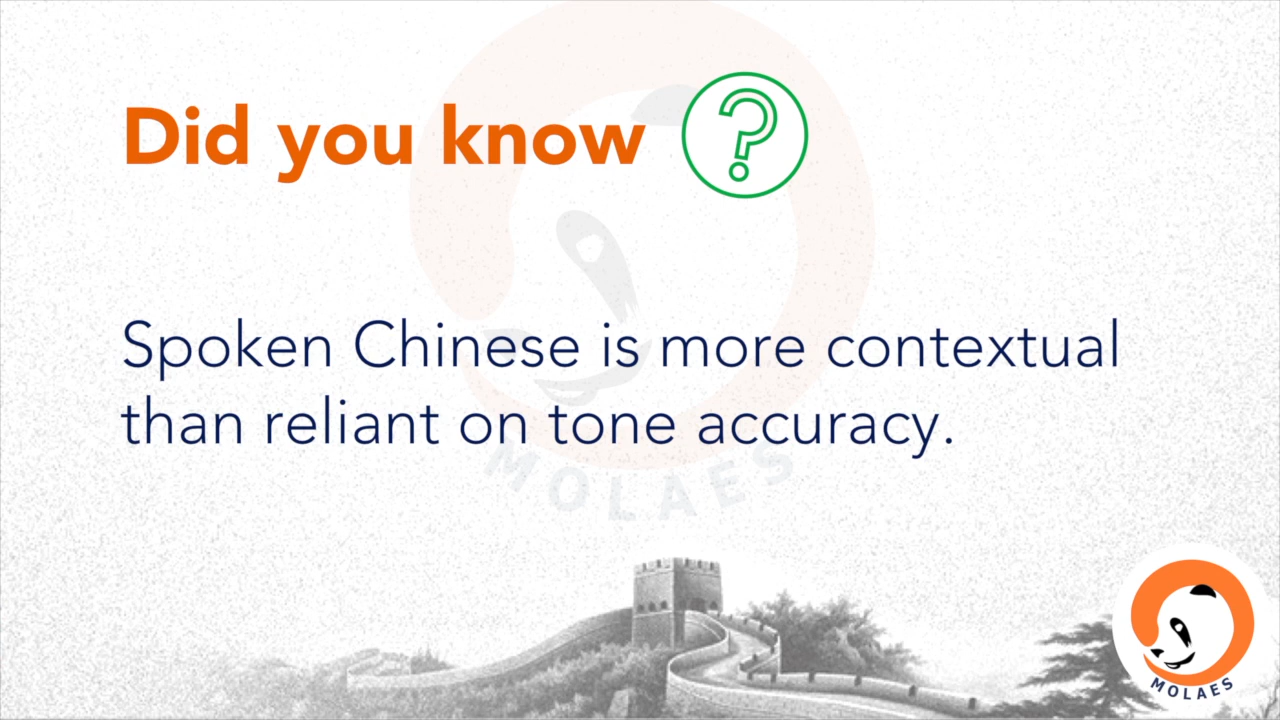 Did you know ?
Spoken Chinese is more contextual
than reliant on tone accuracy.
MOLAES
MOLAES